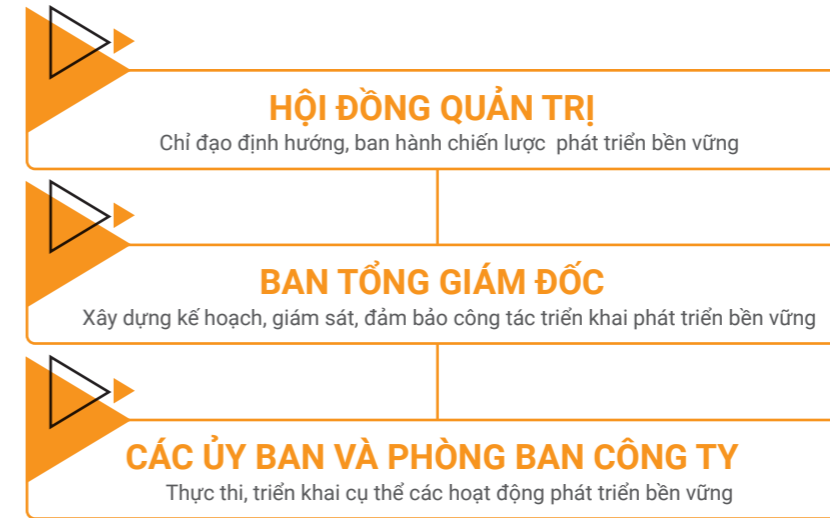 HỘI ĐỒNG QUẢN TRỊ
Chỉ đạo định hướng, ban hành chiến lược phát triển bền vững
BAN TỔNG GIÁM ĐỐC
Xây dựng kế hoạch, giám sát, đảm bảo công tác triển khai phát triển bền vững
CÁC ỦY BAN VÀ PHÒNG BAN CÔNG TY
Thực thi, triển khai cụ thể các hoạt động phát triển bền vững